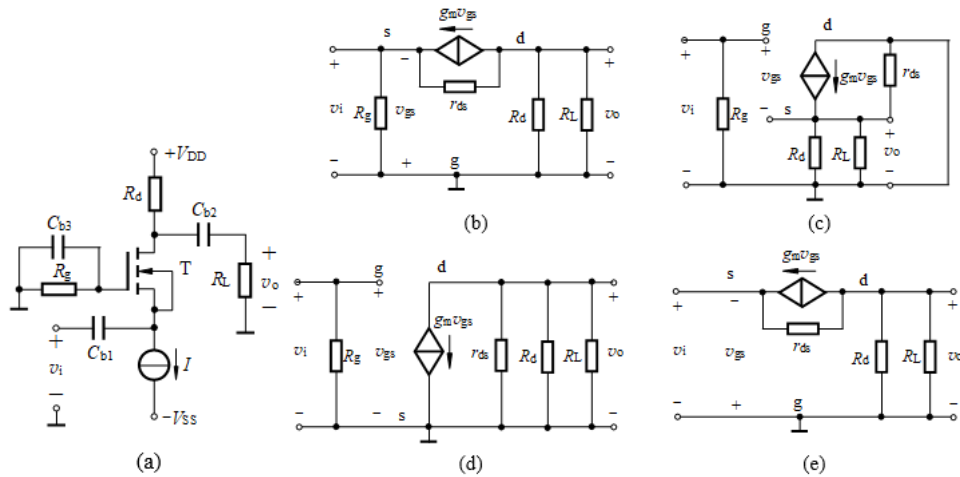 +V_DD
R_d
C_b3
C_b2
R_g
T
R_L
+
v_o
−
+
C_b1
v_i
I
−
−V_SS
(a)
g_m v_gs
s
d
+
−
+
r_ds
v_i
R_g
v_gs
R_d
R_L
v_o
−
+
g
−
(b)
g
+
+
v_gs
g_m v_gs
r_ds
v_i
R_g
−
s
+
R_d
R_L
v_o
−
−
(c)
g
d
+
+
+
g_m v_gs
v_i
R_g
v_gs
r_ds
R_d
R_L
v_o
−
−
s
−
(d)
g_m v_gs
s
d
+
−
+
r_ds
v_i
v_gs
R_d
R_L
v_o
−
+
g
−
(e)